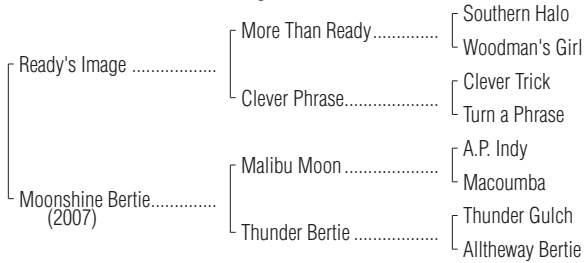 Southern Halo
More Than Ready..............
Woodman's Girl
Ready's Image ..................
Clever Trick
Clever Phrase....................
Turn a Phrase
A.P. Indy
Malibu Moon ....................
Macoumba
Moonshine Bertie..............
(2007)
Thunder Gulch
Thunder Bertie ..................
Alltheway Bertie